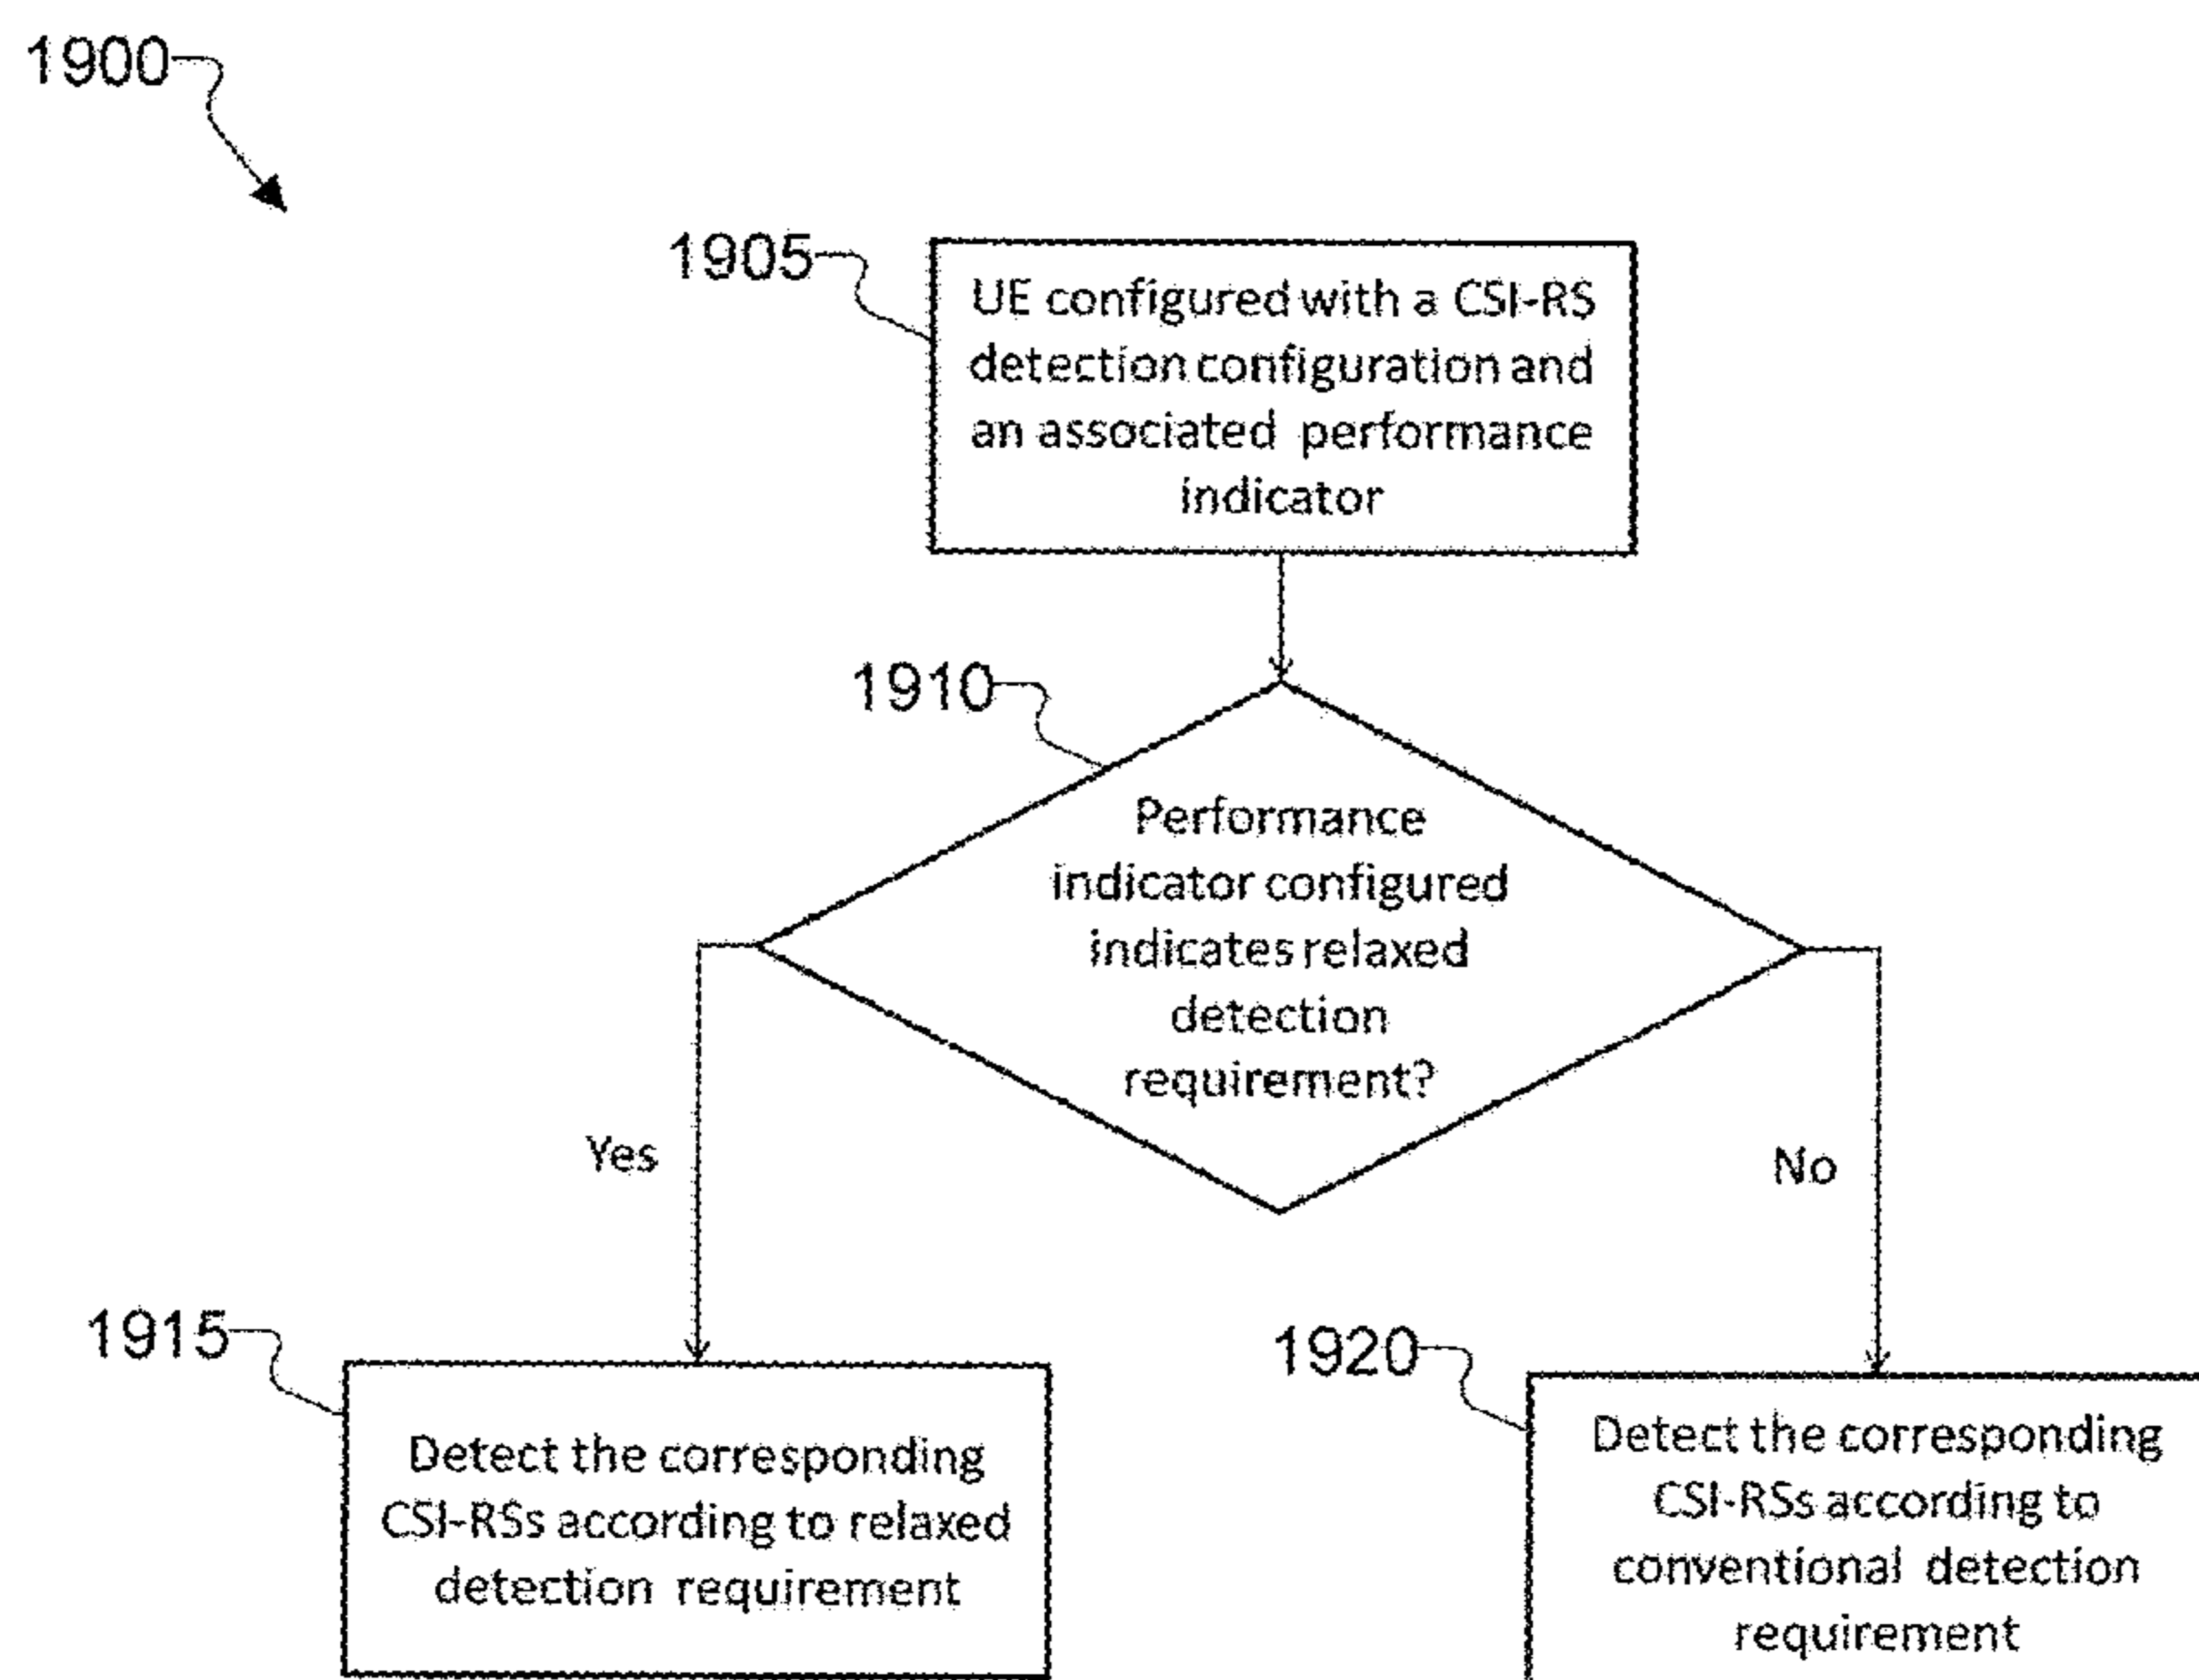 1900
1905
UE configured with a CSI-RS
detection configuration and
an associated performance
indicator
1910
Performance
indicator configured
indicates relaxed
detection
requirement?
Yes
No
1915
Detect the corresponding
CSI-RSs according to relaxed
detection requirement
1920
Detect the corresponding
CSI-RSs according to
conventional detection
requirement